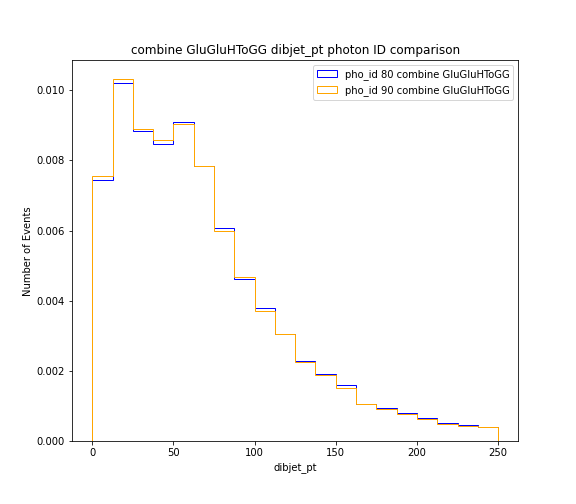 combine GluGluHToGG dibjet_pt photon ID comparison
pho_id 80 combine GluGluHToGG
pho_id 90 combine GluGluHToGG
Number of Events
0.010
0.008
0.006
0.004
0.002
0.000
0
50
100
150
200
250
dibjet_pt